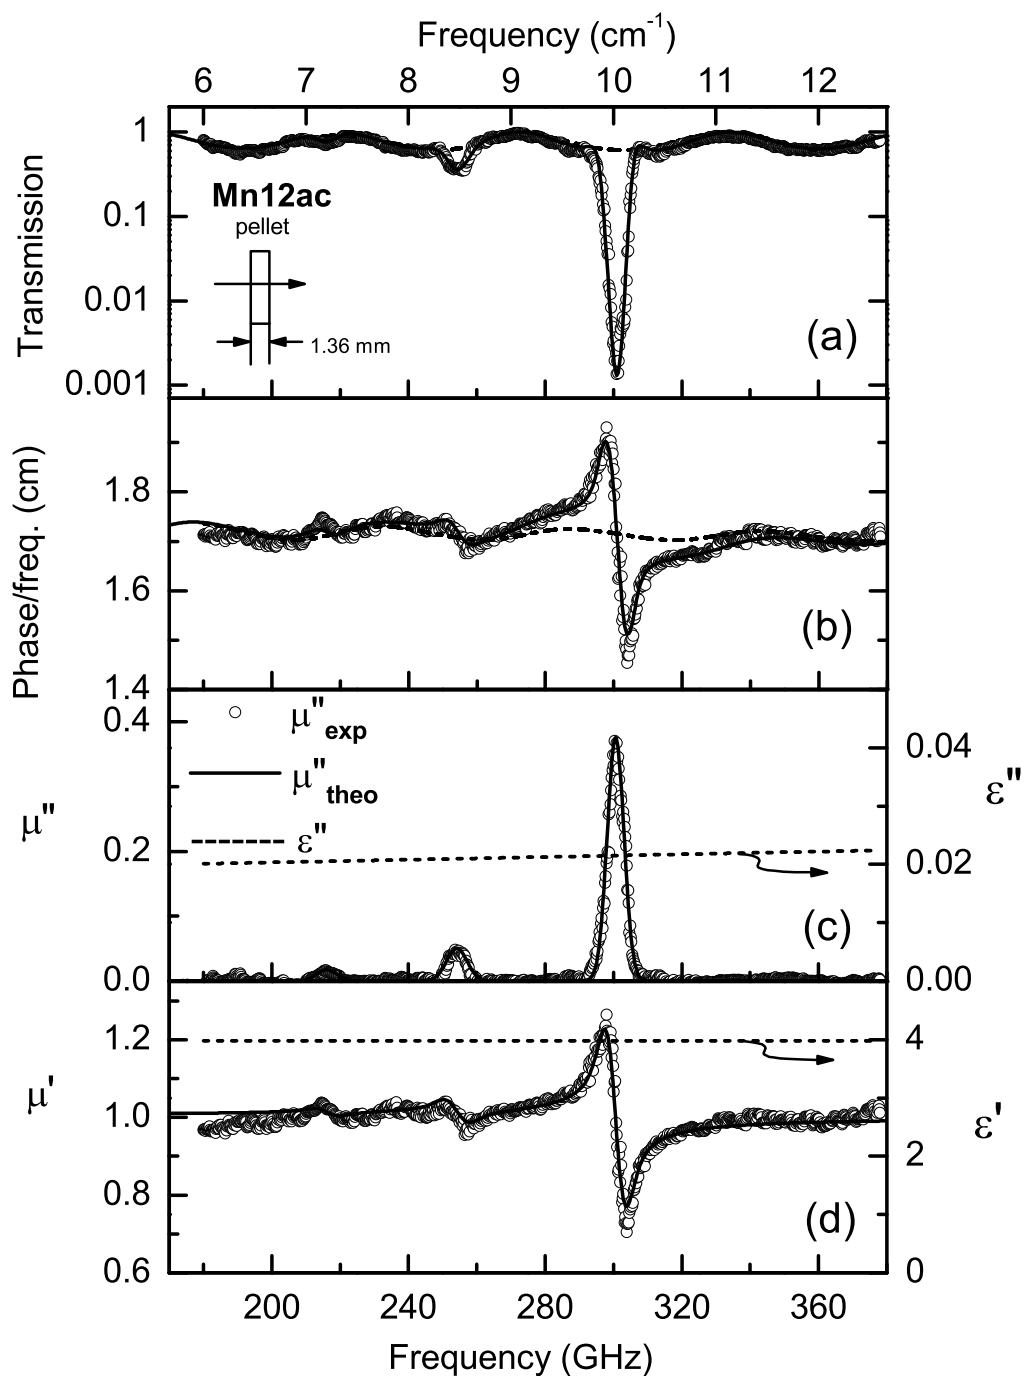 Frequency (cm-1)
6 7 8 9 10 11 12
Transmission
1
0.1
0.01
0.001
Mn12ac
pellet
1.36 mm
(a)
Phase/freq. (cm)
1.8
1.6
1.4
(b)
μ"
0.4
0.2
0.0
μ"exp
μ"theo
ε"
0.04
0.02
0.00
ε"
(c)
μ'
1.2
1.0
0.8
0.6
4
2
0
ε'
(d)
200 240 280 320 360
Frequency (GHz)